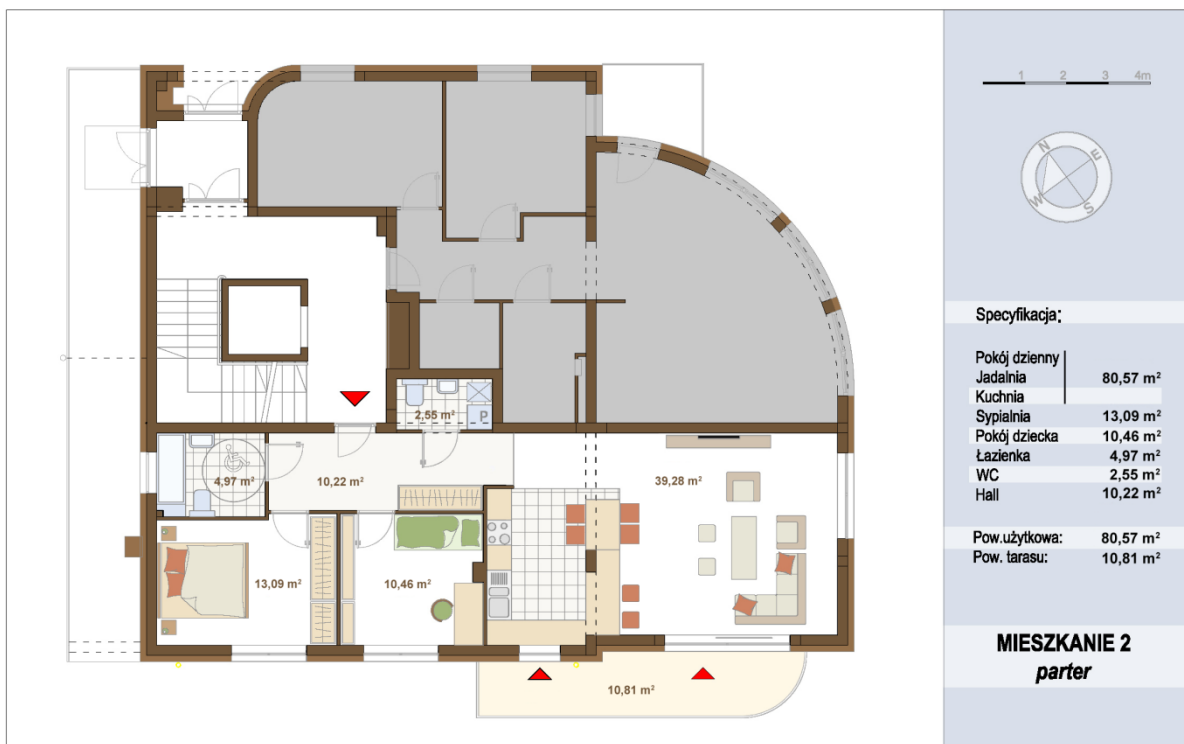 1 2 3 4m
N
E
W
S
2,55 m²
P
4,97 m²
10,22 m²
39,28 m²
13,09 m²
10,46 m²
10,81 m²
Specyfikacja:
Pokój dzienny
Jadalnia 80,57 m²
Kuchnia
Sypialnia 13,09 m²
Pokój dziecka 10,46 m²
Łazienka 4,97 m²
WC 2,55 m²
Hall 10,22 m²
Pow.użytkowa: 80,57 m²
Pow. tarasu: 10,81 m²
MIESZKANIE 2
parter